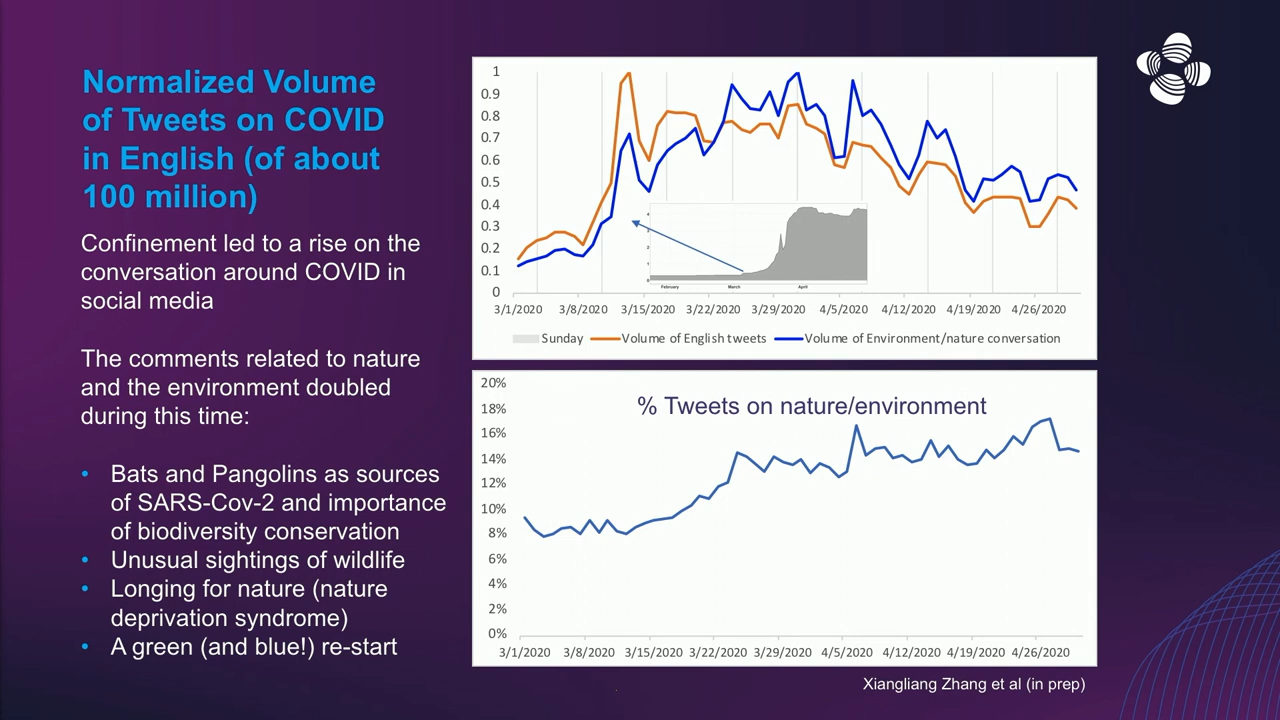 Normalized Volume
of Tweets on COVID
in English (of about
100 million)
Confinement led to a rise on the
conversation around COVID in
social media
The comments related to nature
and the environment doubled
during this time:
• Bats and Pangolins as sources
of SARS-Cov-2 and importance
of biodiversity conservation
• Unusual sightings of wildlife
• Longing for nature (nature
deprivation syndrome)
• A green (and blue!) re-start
1
0.9
0.8
0.7
0.6
0.5
0.4
0.3
0.2
0.1
0
February March April
3/1/2020 3/8/2020 3/15/2020 3/22/2020 3/29/2020 4/5/2020 4/12/2020 4/19/2020 4/26/2020
Sunday Volume of English tweets Volume of Environment/nature conversation
% Tweets on nature/environment
20%
18%
16%
14%
12%
10%
8%
6%
4%
2%
0%
3/1/2020 3/8/2020 3/15/2020 3/22/2020 3/29/2020 4/5/2020 4/12/2020 4/19/2020 4/26/2020
Xiangliang Zhang et al (in prep)